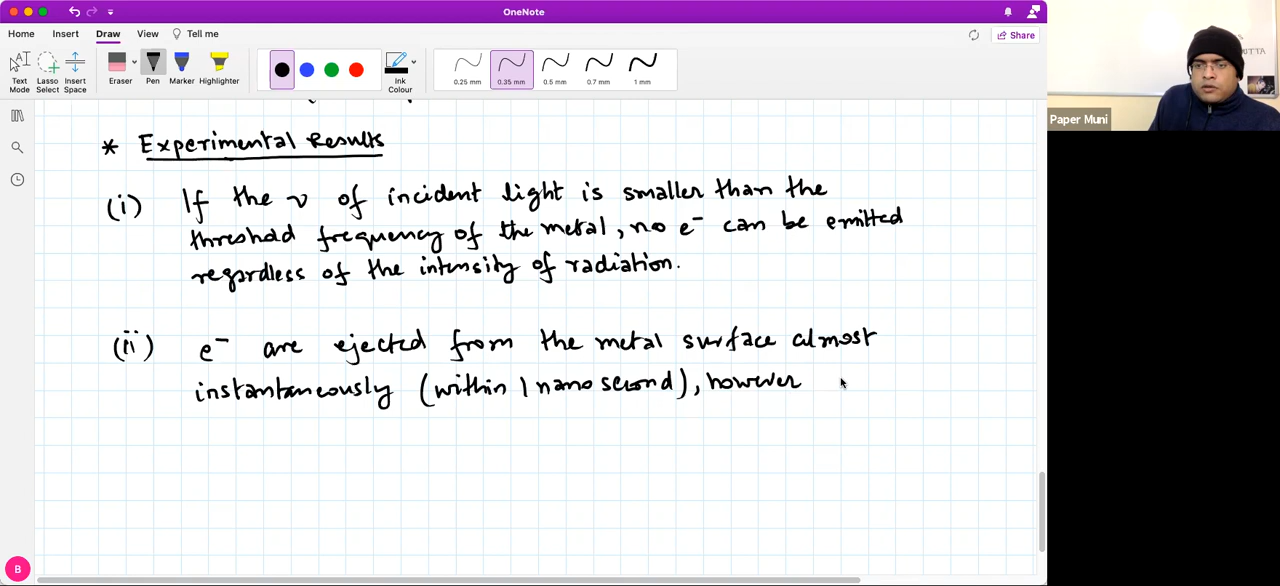 OneNote
Home Insert Draw View Tell me
Share
Text Mode
Lasso Select
Insert Space
Eraser
Pen
Marker
Highlighter
Ink Colour
0.25 mm
0.35 mm
0.5 mm
0.7 mm
1 mm
* Experimental Results
(i) If the ν of incident light is smaller than the
threshold frequency of the metal, no e⁻ can be emitted
regardless of the intensity of radiation.
(ii) e⁻ are ejected from the metal surface almost
instantaneously (within 1 nano second), however
B
Paper Muni